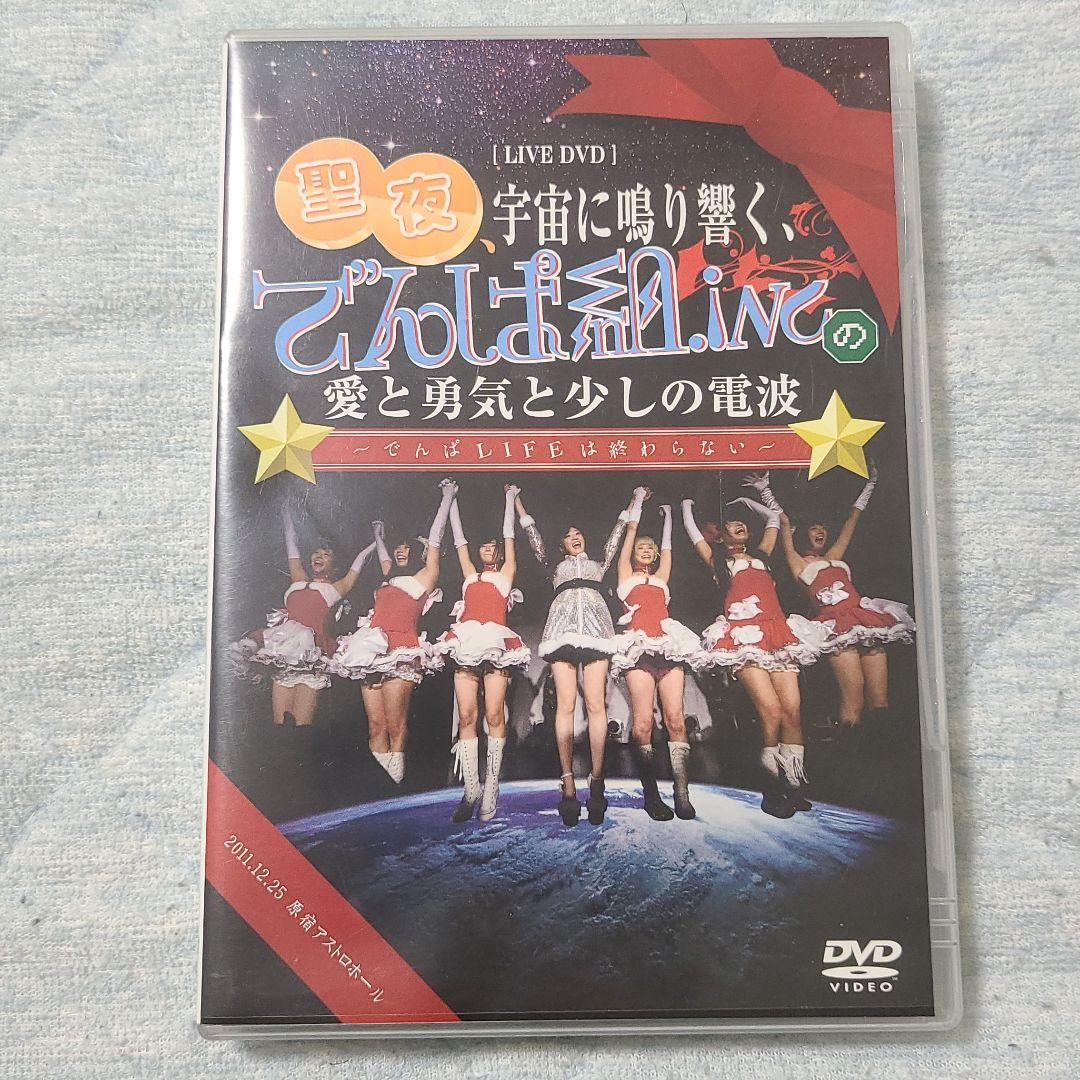 [ LIVE DVD ]
聖夜、宇宙に鳴り響く、
でんぱ組.incの
愛と勇気と少しの電波
～でんぱLIFEは終わらない～
2011.12.25 原宿アストロホール
DVD
VIDEO